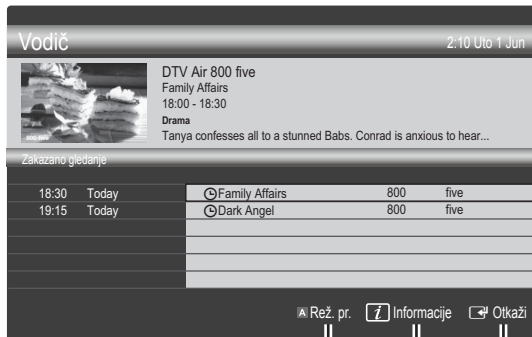 Vodič
2:10 Uto 1 Jun
DTV Air 800 five
Family Affairs
18:00 - 18:30
Drama
Tanya confesses all to a stunned Babs. Conrad is anxious to hear...
Zakazano gledanje
18:30 Today Family Affairs 800 five
19:15 Today Dark Angel 800 five
A Rež. pr. i Informacije Otkaži